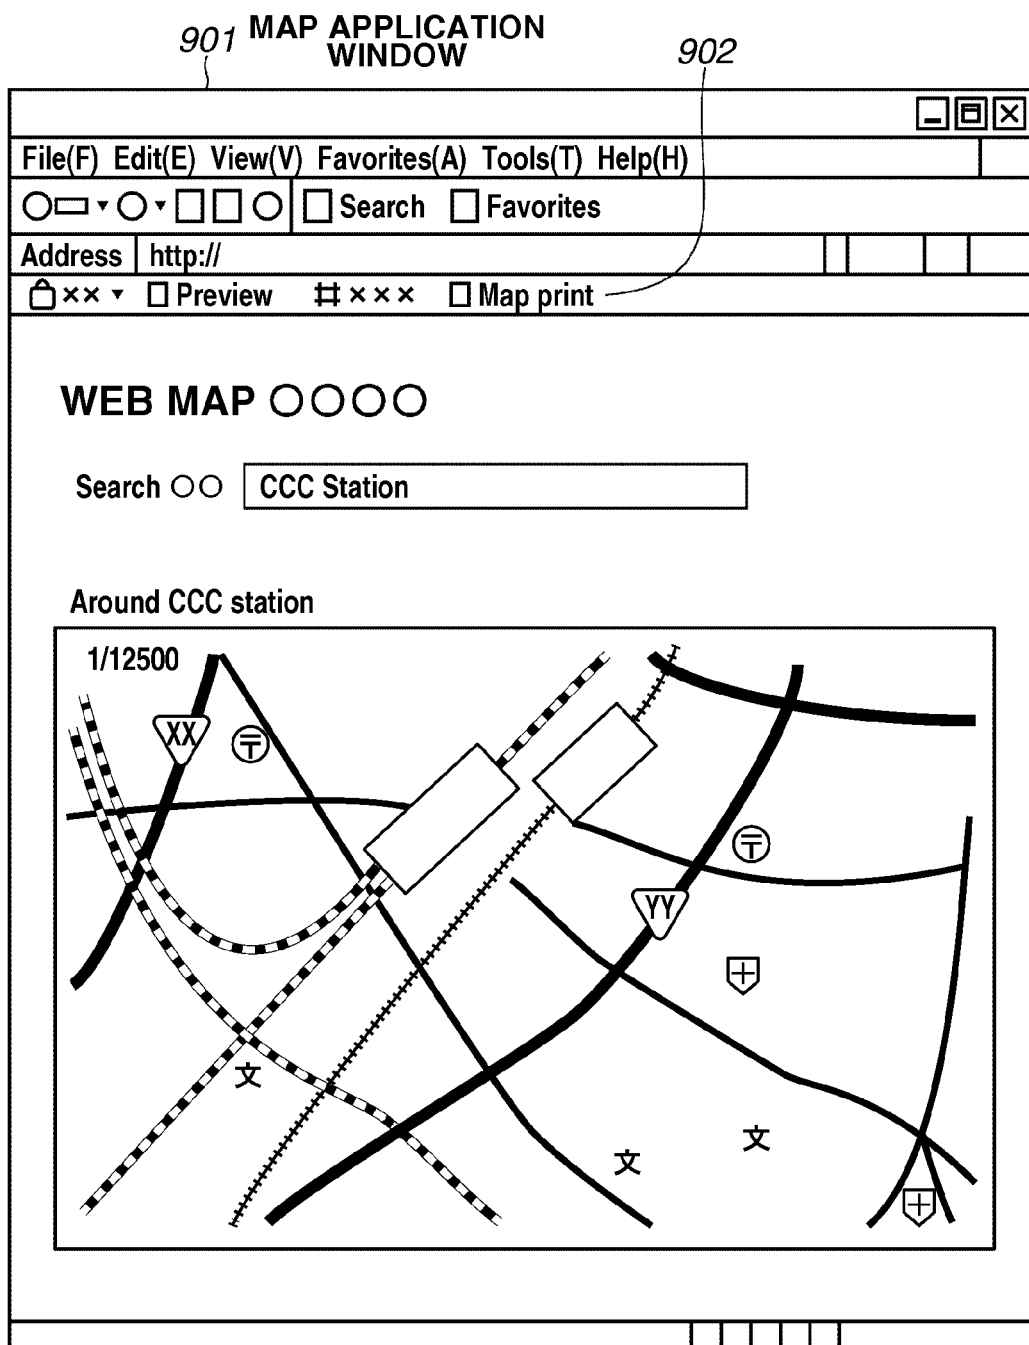 901 MAP APPLICATION
WINDOW
902
File(F) Edit(E) View(V) Favorites(A) Tools(T) Help(H)
Search Favorites
Address http://
×× ▼ Preview ××× Map print
WEB MAP ○○○○
Search ○○ CCC Station
Around CCC station
1/12500
XX
〒
〒
YY
文
文
文